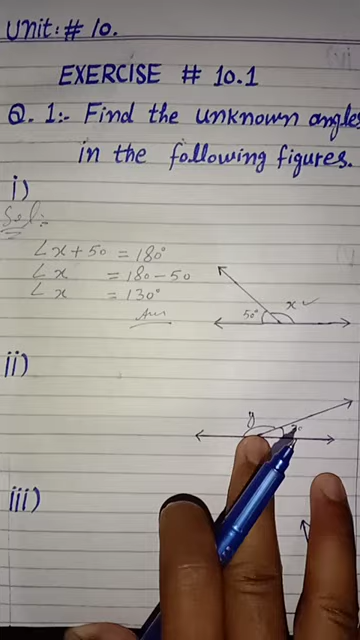 Unit:# 10.
EXERCISE # 10.1
Q. 1:- Find the unknown angles
in the following figures.
i)
Sol:-
∠x + 50 = 180°
∠x = 180 - 50
∠x = 130°
Ans
50° x ✓
ii)
y
iii)